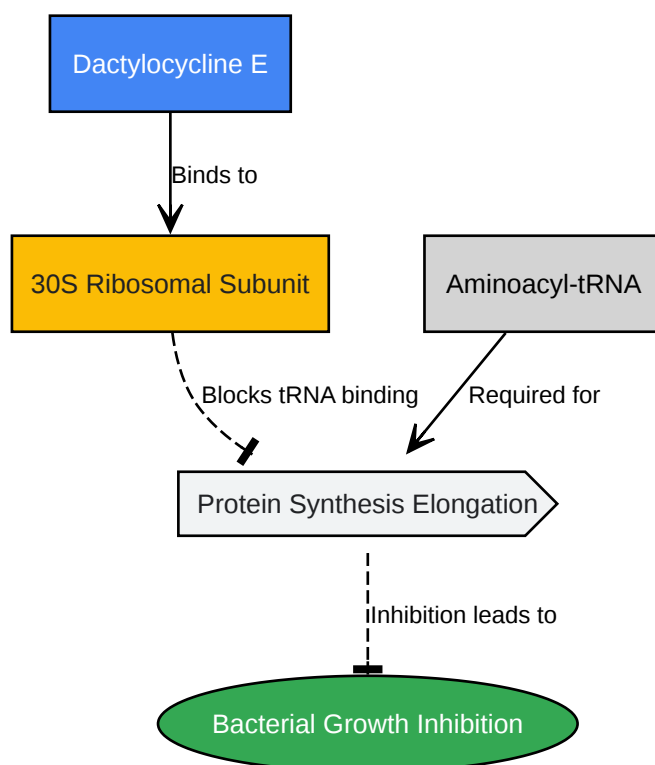 Dactylocycline E
Binds to
30S Ribosomal Subunit
Aminoacyl-tRNA
Blocks tRNA binding
Required for
Protein Synthesis Elongation
Inhibition leads to
Bacterial Growth Inhibition